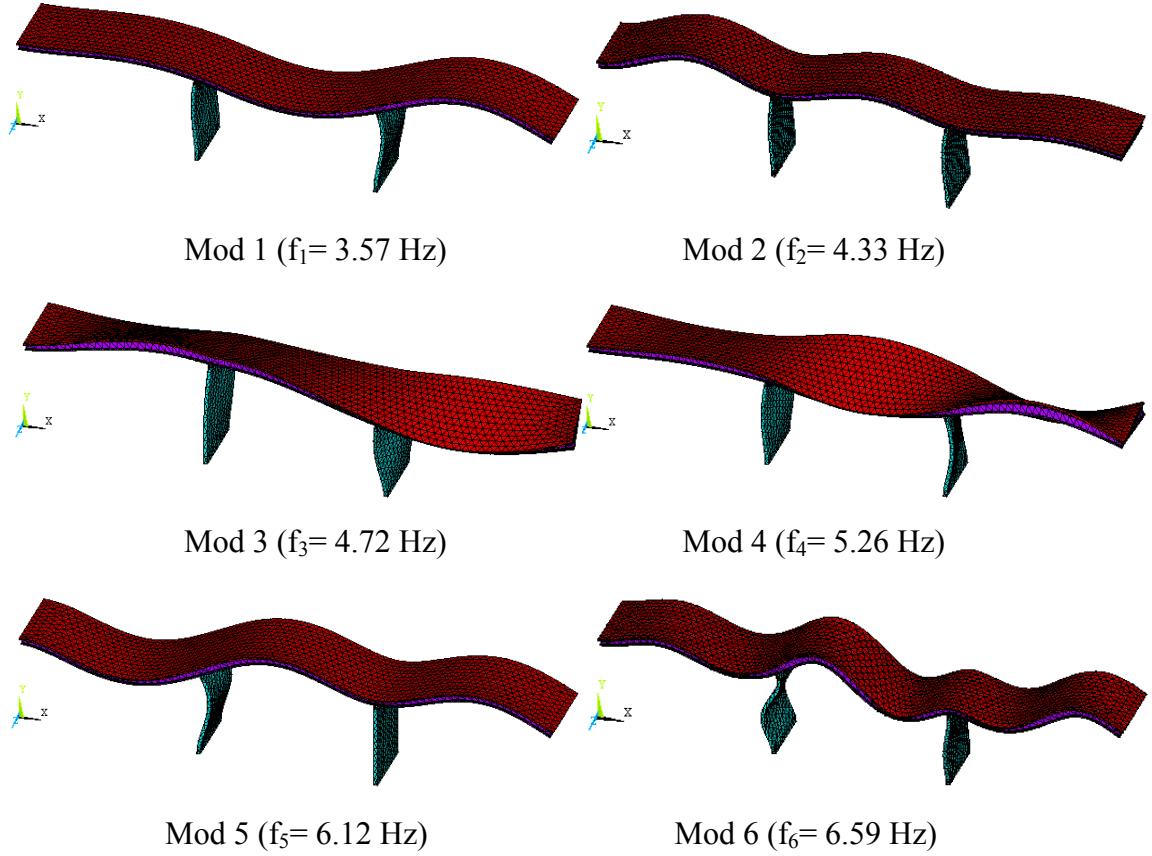 Y
X
Z
Y
X
Z
Mod 1 (f₁= 3.57 Hz)
Mod 2 (f₂= 4.33 Hz)
Y
X
Z
Y
X
Z
Mod 3 (f₃= 4.72 Hz)
Mod 4 (f₄= 5.26 Hz)
Y
X
Z
Y
X
Z
Mod 5 (f₅= 6.12 Hz)
Mod 6 (f₆= 6.59 Hz)